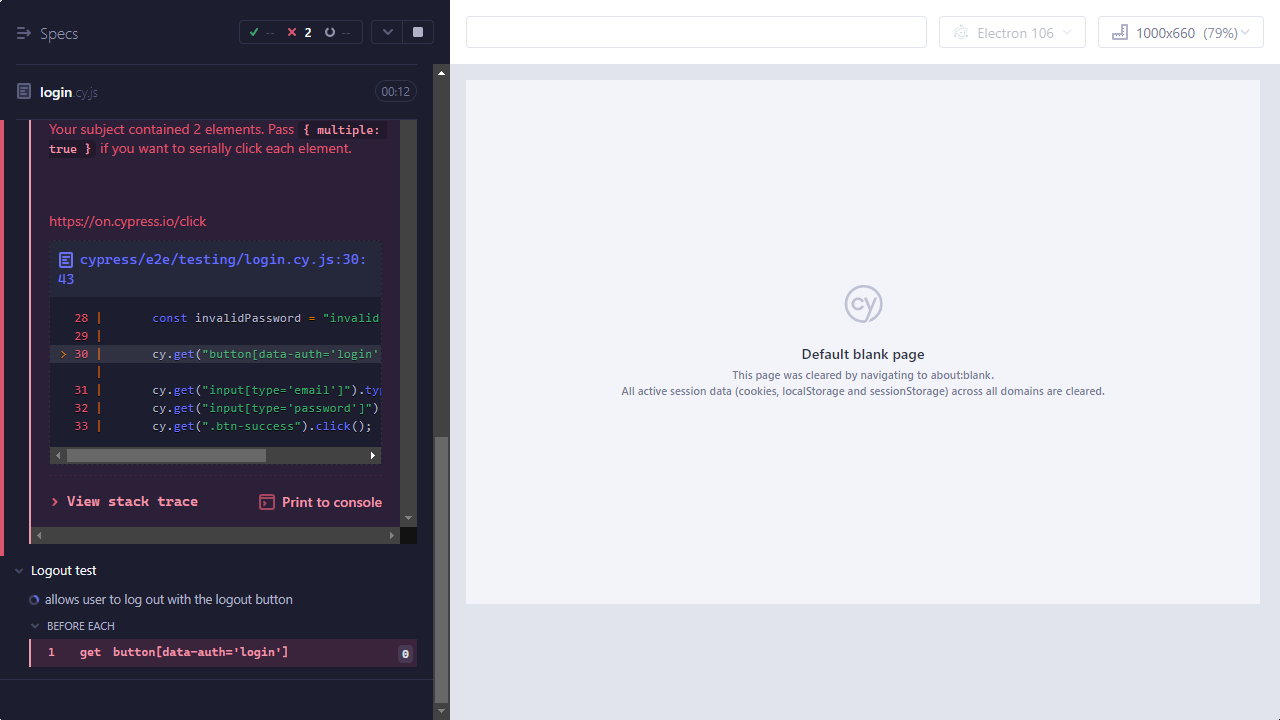 Specs
--
2
--
Electron 106
1000x660 (79%)
login.cy.js
00:12
Your subject contained 2 elements. Pass { multiple:
true } if you want to serially click each element.
https://on.cypress.io/click
cypress/e2e/testing/login.cy.js:30:
43
28 | const invalidPassword = "invalid
29 |
> 30 | cy.get("button[data-auth='login'
|
31 | cy.get("input[type='email']").typ
32 | cy.get("input[type='password']")
33 | cy.get(".btn-success").click();
View stack trace
Print to console
Logout test
allows user to log out with the logout button
BEFORE EACH
1 get button[data-auth='login'] 0
cy
Default blank page
This page was cleared by navigating to about:blank.
All active session data (cookies, localStorage and sessionStorage) across all domains are cleared.